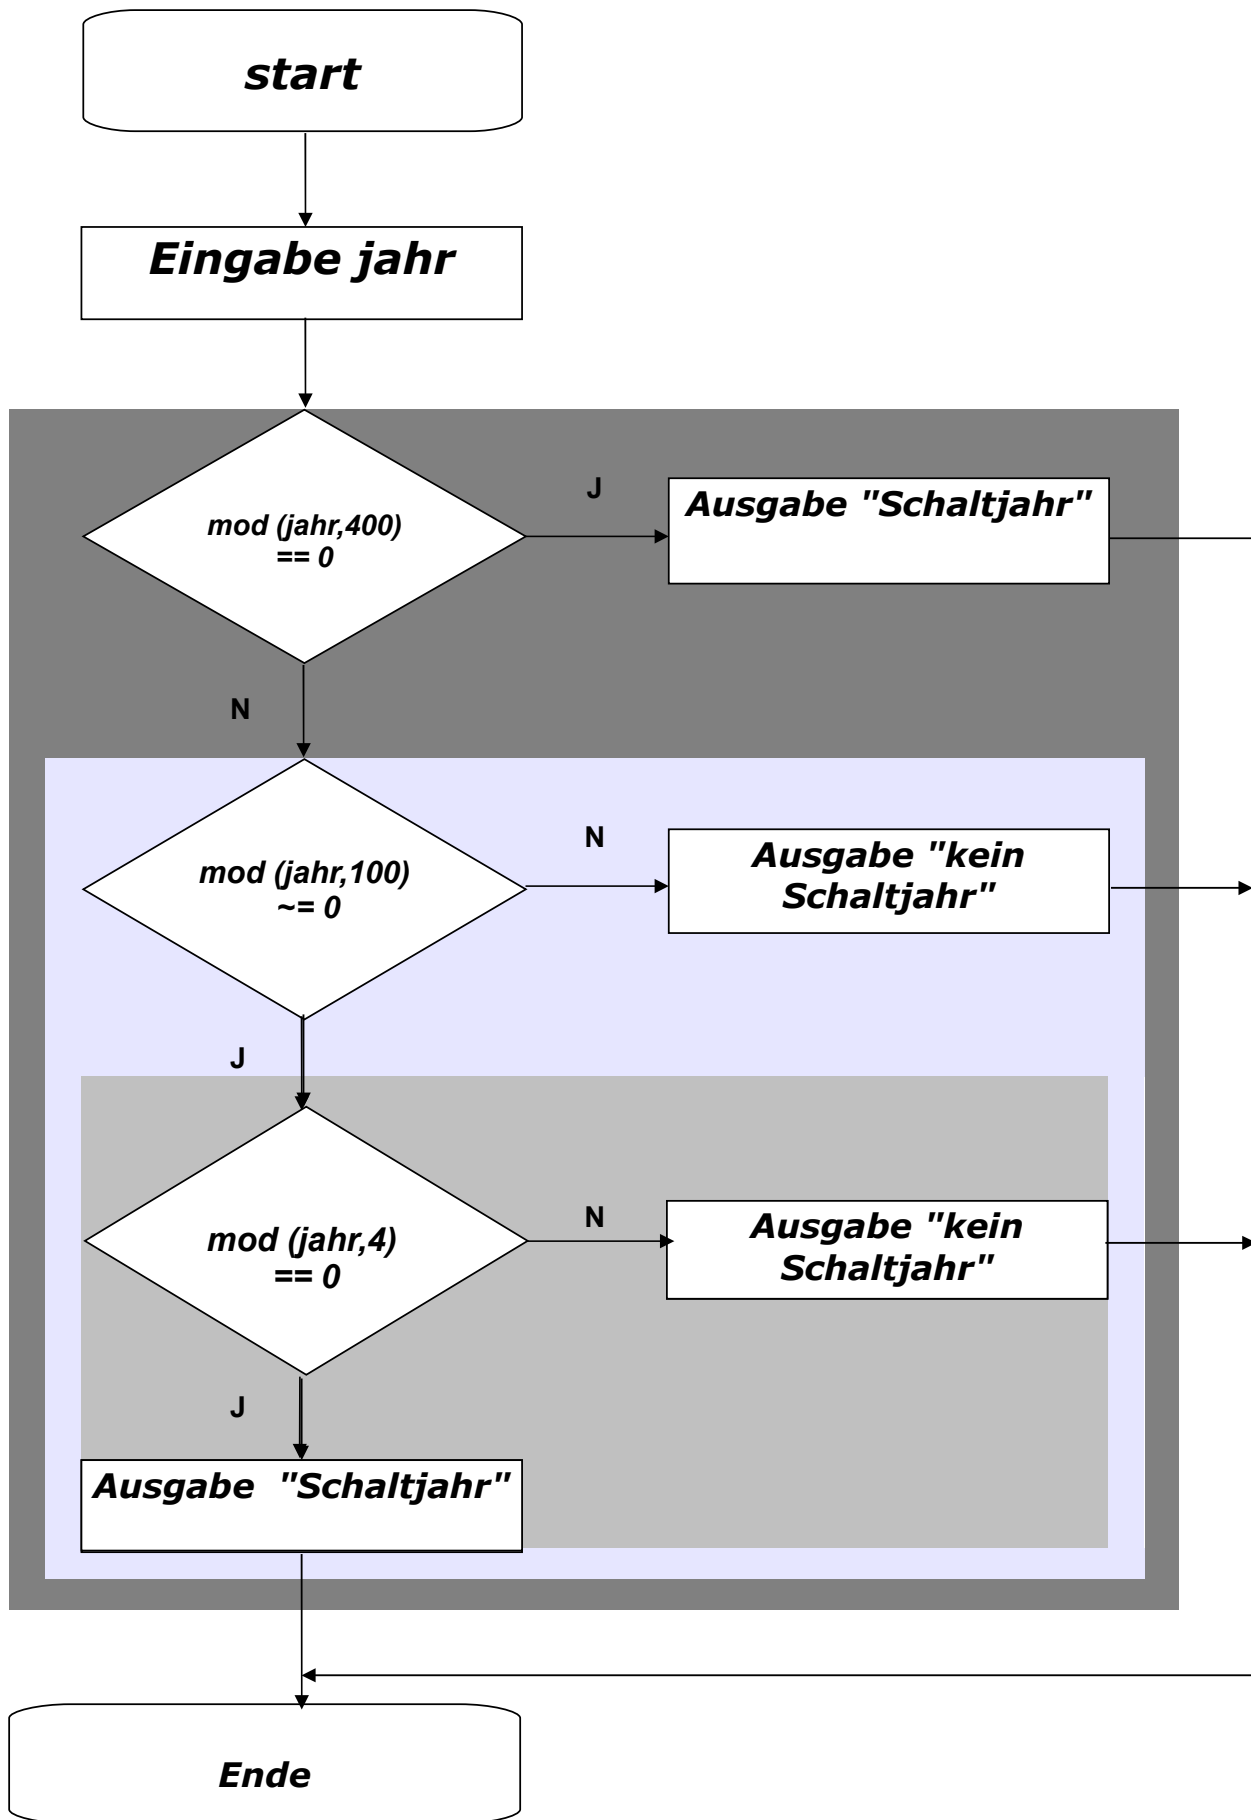 start
Eingabe jahr
mod (jahr,400)
== 0
J
Ausgabe "Schaltjahr"
N
mod (jahr,100)
~= 0
N
Ausgabe "kein
Schaltjahr"
J
mod (jahr,4)
== 0
N
Ausgabe "kein
Schaltjahr"
J
Ausgabe "Schaltjahr"
Ende